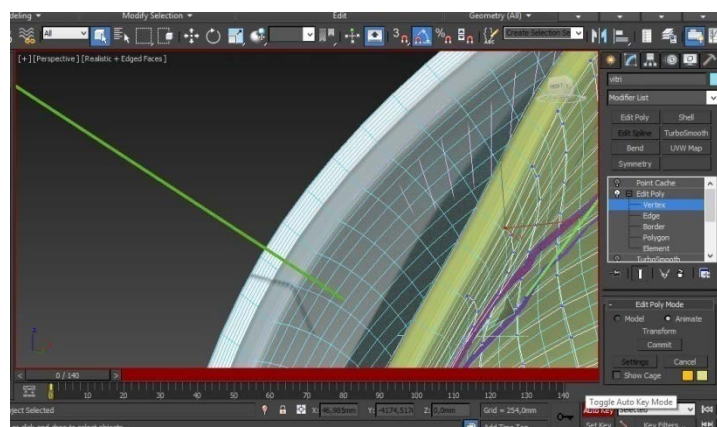 Modify Selection
Edit
Geometry (All)
All
3
Create Selection Se
[+] [Perspective] [Realistic + Edged Faces]
vitri
Modifier List
Edit Poly
Shell
Edit Spline
TurboSmooth
Bend
UVW Map
Symmetry
Point Cache
Edit Poly
Vertex
Edge
Border
Polygon
Element
TurboSmooth
Edit Poly Mode
Model
Animate
Transform
Commit
Settings
Cancel
Show Cage
0 / 140
0 10 20 30 40 50 60 70 80 90 100 110 120 130 140
ject Selected
X: 46,985mm
Y: -4174,517
Z: 0,0mm
Grid = 254,0mm
Toggle Auto Key Mode
Auto Key
Selected
Add Time Tag
Set Key
Key Filters...